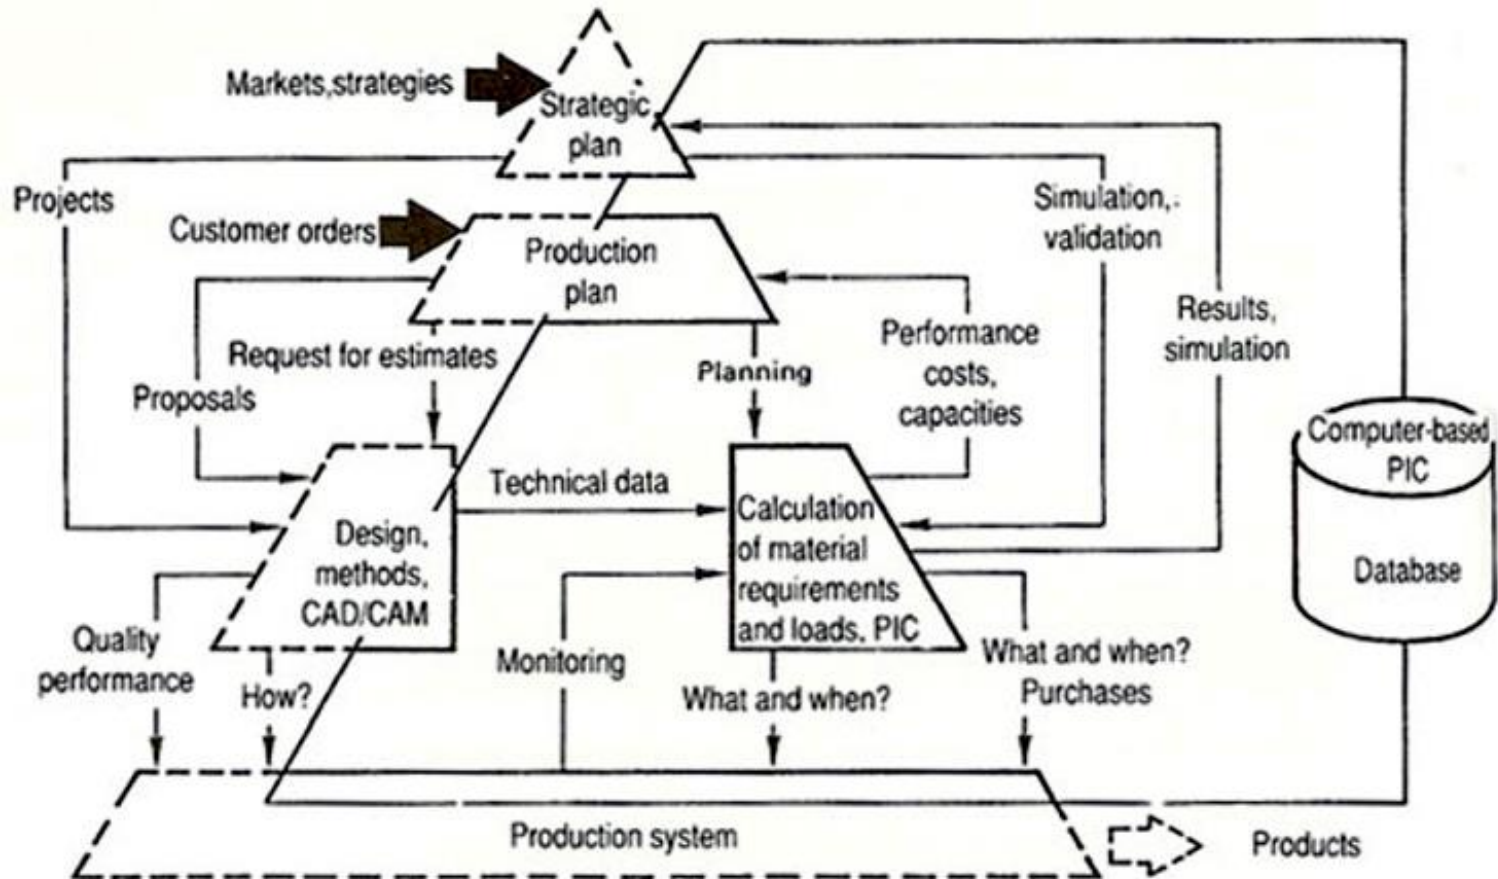 Markets,strategies
Strategic
plan
Projects
Customer orders
Production
plan
Simulation,
validation
Results,
simulation
Request for estimates
Proposals
Planning
Performance
costs,
capacities
Computer-based
PIC
Database
Technical data
Design,
methods,
CAD/CAM
Calculation
of material
requirements
and loads, PIC
Quality
performance
How?
Monitoring
What and when?
What and when?
Purchases
Production system
Products